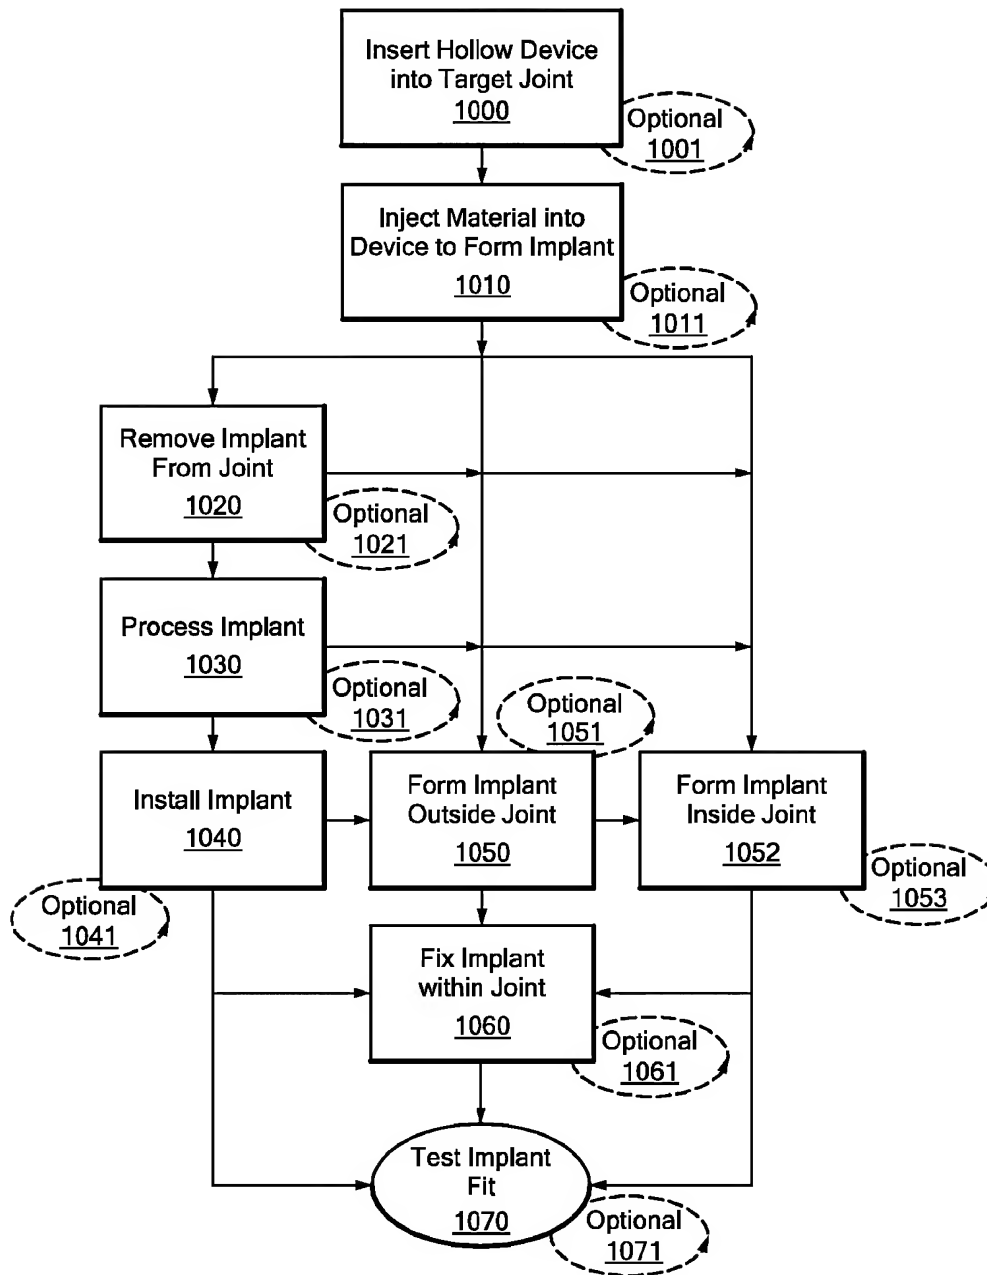 Insert Hollow Device
into Target Joint
1000
Optional
1001
Inject Material into
Device to Form Implant
1010
Optional
1011
Remove Implant
From Joint
1020
Optional
1021
Process Implant
1030
Optional
1031
Optional
1051
Install Implant
1040
Form Implant
Outside Joint
1050
Form Implant
Inside Joint
1052
Optional
1041
Optional
1053
Fix Implant
within Joint
1060
Optional
1061
Test Implant
Fit
1070
Optional
1071